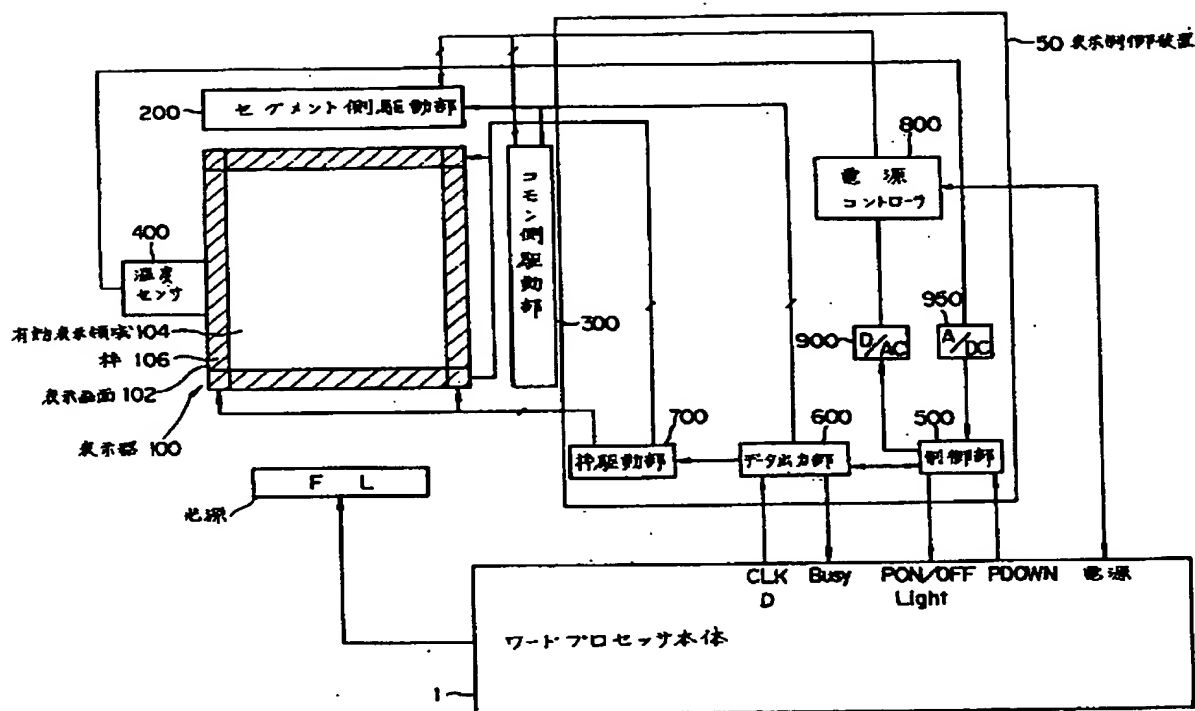 50 表示制御装置
200
セグメント側駆動部
800
電源
コントローラ
コモン側駆動部
300
400
温度
センサ
有効表示領域 104
枠 106
表示画面 102
表示器 100
900
D/AC
950
A/DC
700
枠駆動部
600
データ出力部
500
制御部
FL
光源
CLK
D
Busy
PON/OFF
Light
PDOWN
電源
ワードプロセッサ本体
1